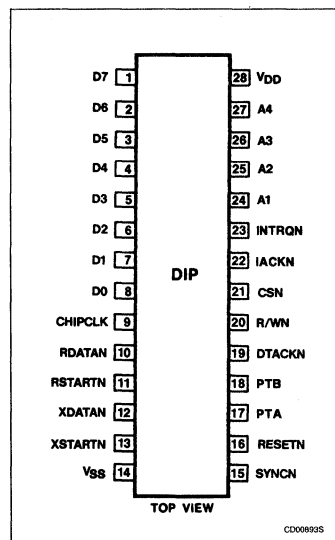 D7 1 28 VDD
D6 2 27 A4
D5 3 26 A3
D4 4 25 A2
D3 5 24 A1
D2 6 23 INTRQN
D1 7 22 IACKN
DIP
D0 8 21 CSN
CHIPCLK 9 20 R/WN
RDATAN 10 19 DTACKN
RSTARTN 11 18 PTB
XDATAN 12 17 PTA
XSTARTN 13 16 RESETN
VSS 14 15 SYNCN
TOP VIEW
CD00893S